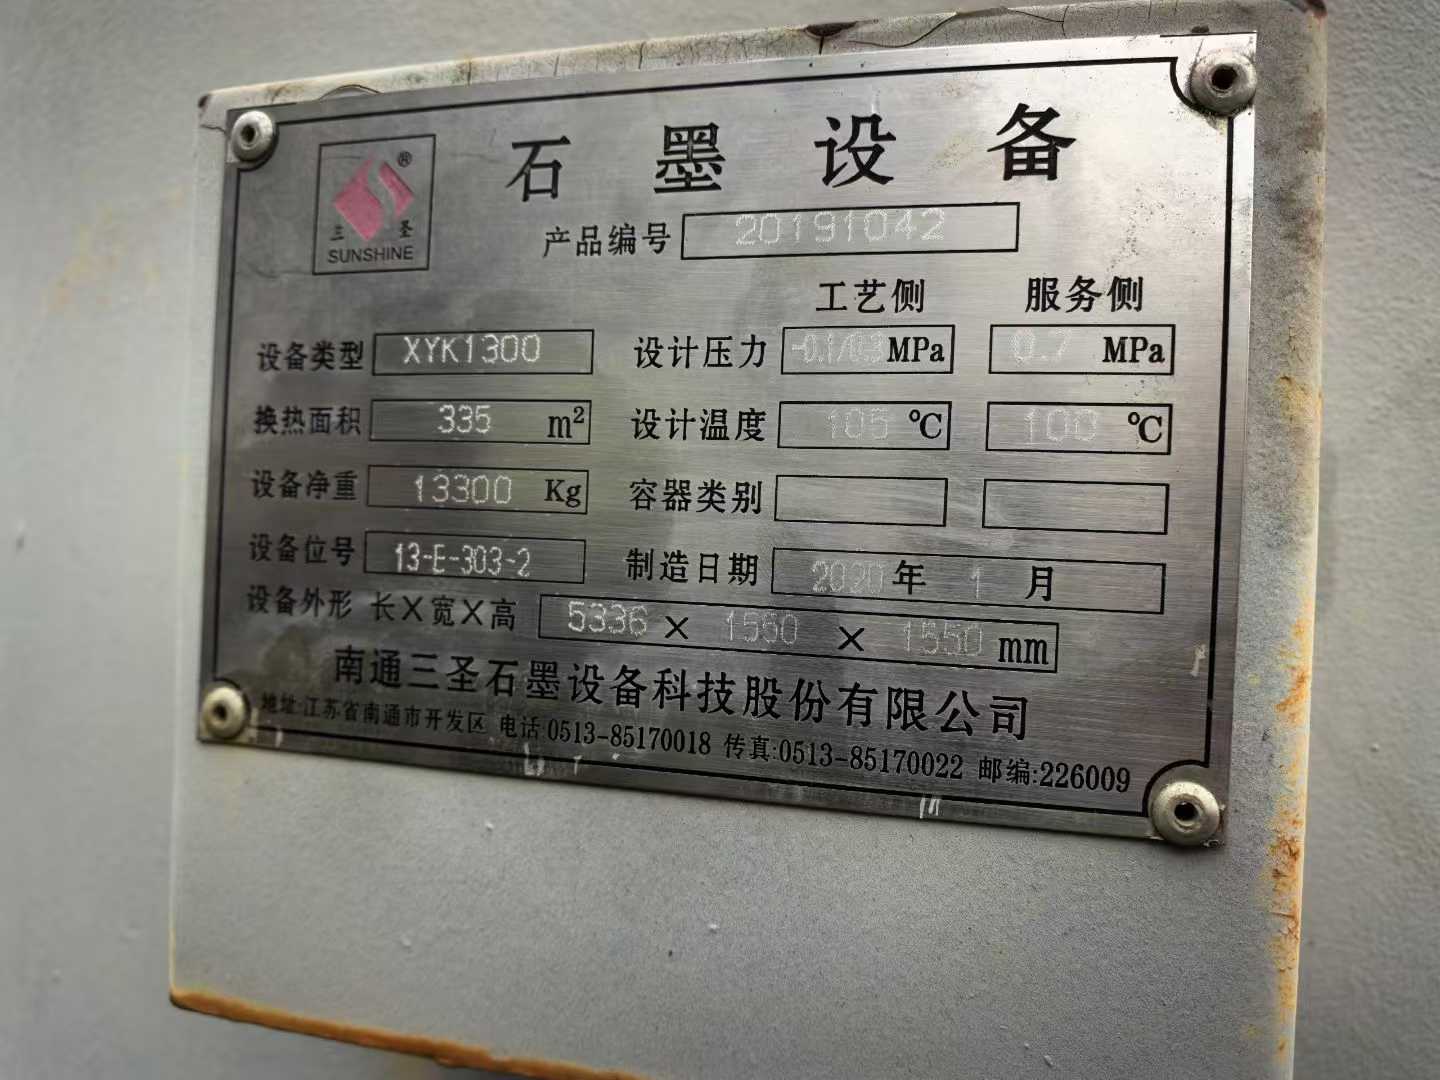 石墨设备
®
三圣
SUNSHINE
产品编号 20191042
工艺侧 服务侧
设备类型 XYK1300 设计压力 -0.1/0.3 MPa 0.7 MPa
换热面积 335 m² 设计温度 105 ℃ 100 ℃
设备净重 13300 Kg 容器类别
设备位号 13-E-303-2 制造日期 2020 年 1 月
设备外形 长×宽×高 5336 × 1550 × 1550 mm
南通三圣石墨设备科技股份有限公司
地址:江苏省南通市开发区 电话:0513-85170018 传真:0513-85170022 邮编:226009